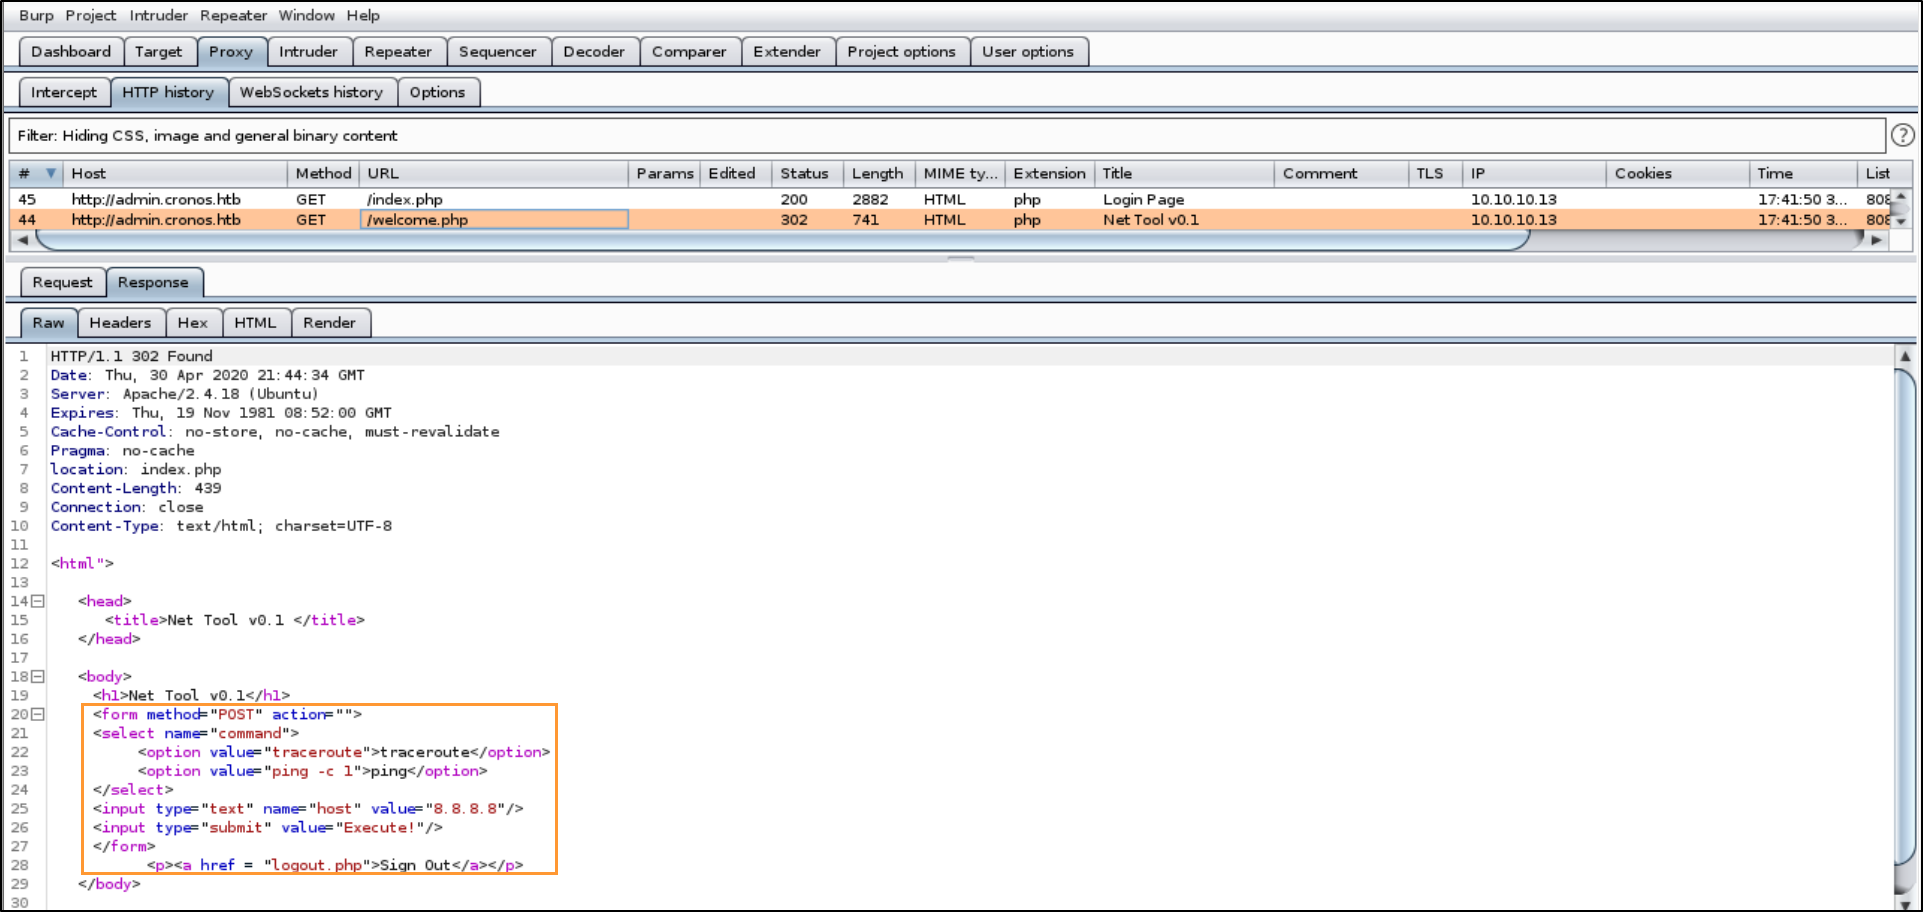 Burp Project Intruder Repeater Window Help
Dashboard Target Proxy Intruder Repeater Sequencer Decoder Comparer Extender Project options User options
Intercept HTTP history WebSockets history Options
Filter: Hiding CSS, image and general binary content ?
# Host Method URL Params Edited Status Length MIME ty... Extension Title Comment TLS IP Cookies Time List
45 http://admin.cronos.htb GET /index.php 200 2882 HTML php Login Page 10.10.10.13 17:41:50 3... 808
44 http://admin.cronos.htb GET /welcome.php 302 741 HTML php Net Tool v0.1 10.10.10.13 17:41:50 3... 808
Request Response
Raw Headers Hex HTML Render
1 HTTP/1.1 302 Found
2 Date: Thu, 30 Apr 2020 21:44:34 GMT
3 Server: Apache/2.4.18 (Ubuntu)
4 Expires: Thu, 19 Nov 1981 08:52:00 GMT
5 Cache-Control: no-store, no-cache, must-revalidate
6 Pragma: no-cache
7 location: index.php
8 Content-Length: 439
9 Connection: close
10 Content-Type: text/html; charset=UTF-8
11
12 <html">
13
14 <head>
15 <title>Net Tool v0.1 </title>
16 </head>
17
18 <body>
19 <h1>Net Tool v0.1</h1>
20 <form method="POST" action="">
21 <select name="command">
22 <option value="traceroute">traceroute</option>
23 <option value="ping -c 1">ping</option>
24 </select>
25 <input type="text" name="host" value="8.8.8.8"/>
26 <input type="submit" value="Execute!"/>
27 </form>
28 <p><a href = "logout.php">Sign Out</a></p>
29 </body>
30